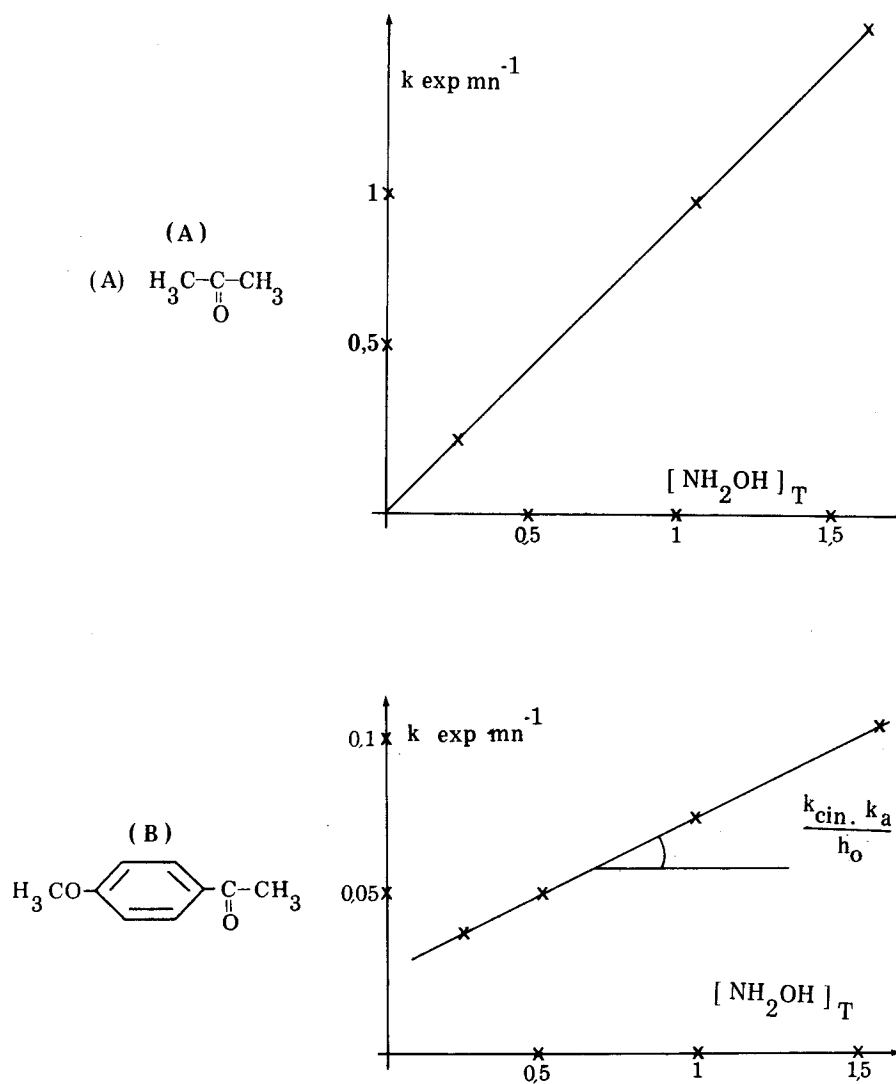 k exp mn-1
1
(A)
(A) H3C-C-CH3
O
0,5
[ NH2OH ] T
0,5 1 1,5
0,1 k exp mn-1
kcin. ka
ho
(B)
H3CO C-CH3
O
0,05
[ NH2OH ] T
0,5 1 1,5